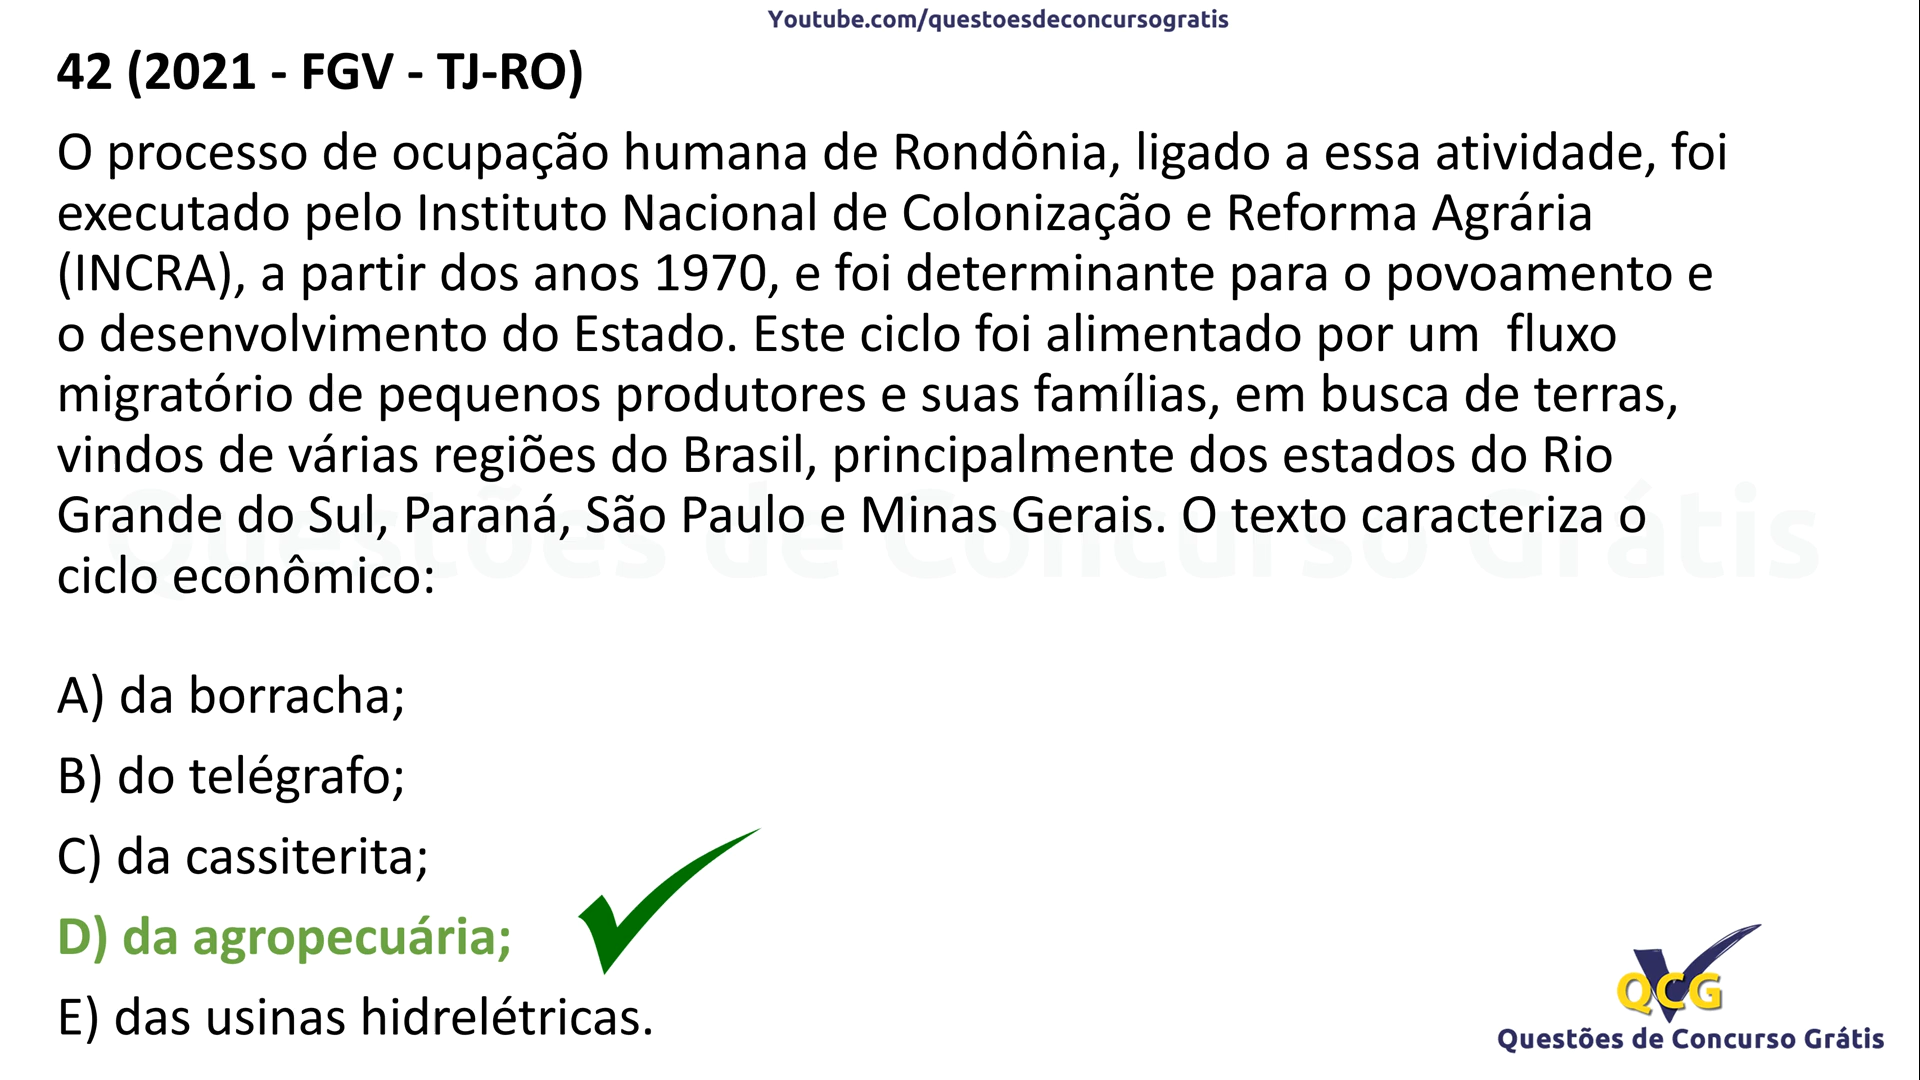 Youtube.com/questoesdeconcursogratis
42 (2021 - FGV - TJ-RO)
O processo de ocupação humana de Rondônia, ligado a essa atividade, foi
executado pelo Instituto Nacional de Colonização e Reforma Agrária
(INCRA), a partir dos anos 1970, e foi determinante para o povoamento e
o desenvolvimento do Estado. Este ciclo foi alimentado por um  fluxo
migratório de pequenos produtores e suas famílias, em busca de terras,
vindos de várias regiões do Brasil, principalmente dos estados do Rio
Grande do Sul, Paraná, São Paulo e Minas Gerais. O texto caracteriza o
ciclo econômico:
Questões de Concurso Grátis
A) da borracha;
B) do telégrafo;
C) da cassiterita;
D) da agropecuária;
E) das usinas hidrelétricas.
QCG
Questões de Concurso Grátis